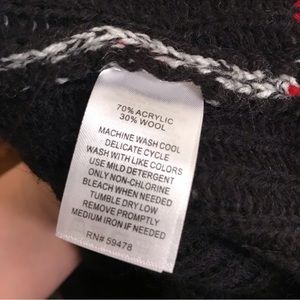 70% ACRYLIC
30% WOOL
MACHINE WASH COOL
DELICATE CYCLE
WASH WITH LIKE COLORS
USE MILD DETERGENT
ONLY NON-CHLORINE
BLEACH WHEN NEEDED
TUMBLE DRY LOW
REMOVE PROMPTLY
MEDIUM IRON IF NEEDED
RN# 59478